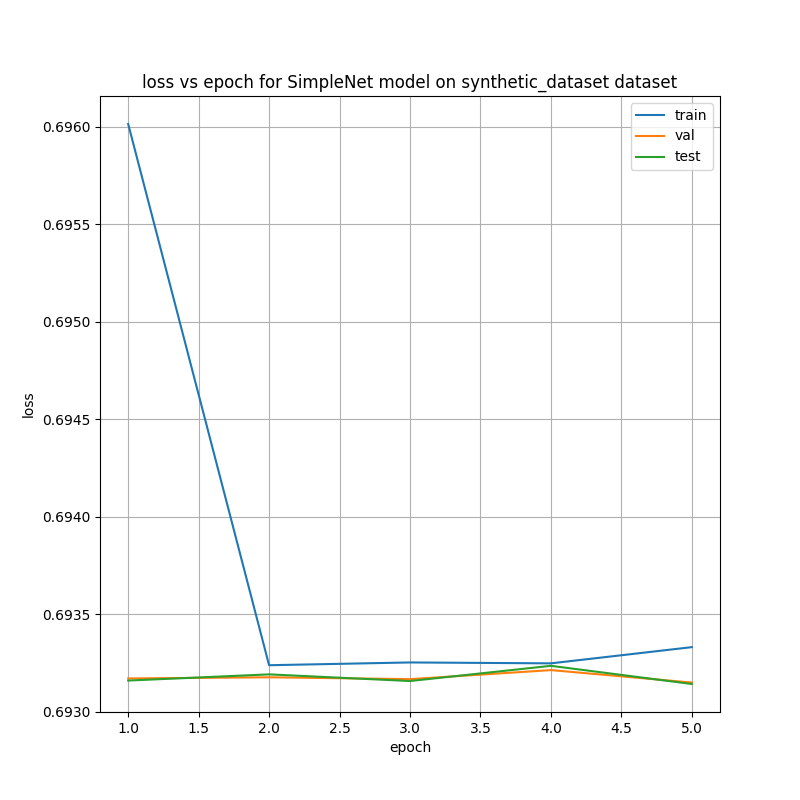 loss vs epoch for SimpleNet model on synthetic_dataset dataset
train
val
test
0.6960
0.6955
0.6950
0.6945
0.6940
0.6935
0.6930
loss
1.0 1.5 2.0 2.5 3.0 3.5 4.0 4.5 5.0
epoch